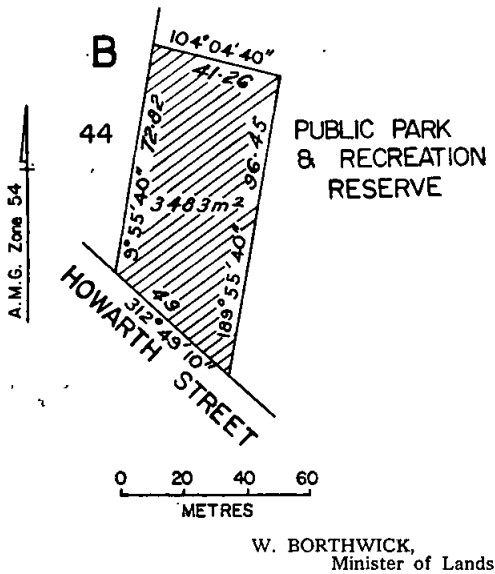 104°04'40"
B
41·26
44
72·82
9°55'40"
96·45
189°55'40"
3483m²
PUBLIC PARK
& RECREATION
RESERVE
A.M.G. Zone 54
49
312°49'10"
HOWARTH STREET
0 20 40 60
METRES
W. BORTHWICK,
Minister of Lands